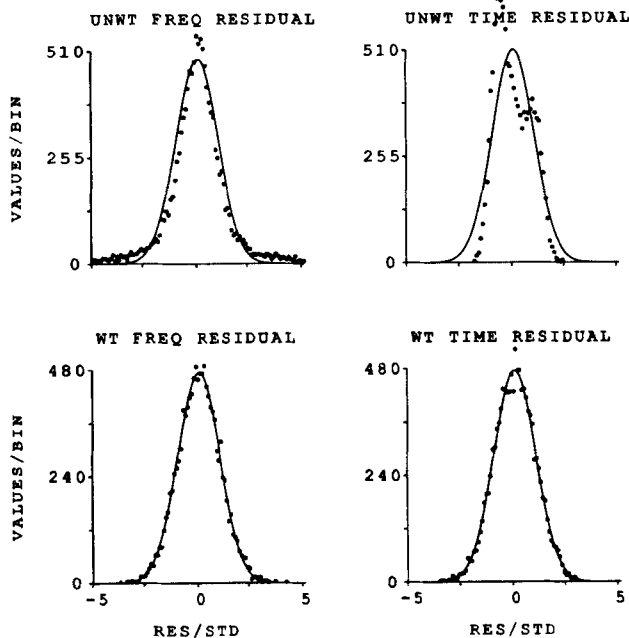 UNWT FREQ RESIDUAL
UNWT TIME RESIDUAL
VALUES/BIN
510
255
0
510
255
0
WT FREQ RESIDUAL
WT TIME RESIDUAL
VALUES/BIN
480
240
0
-5
0
5
RES/STD
480
240
0
-5
0
5
RES/STD